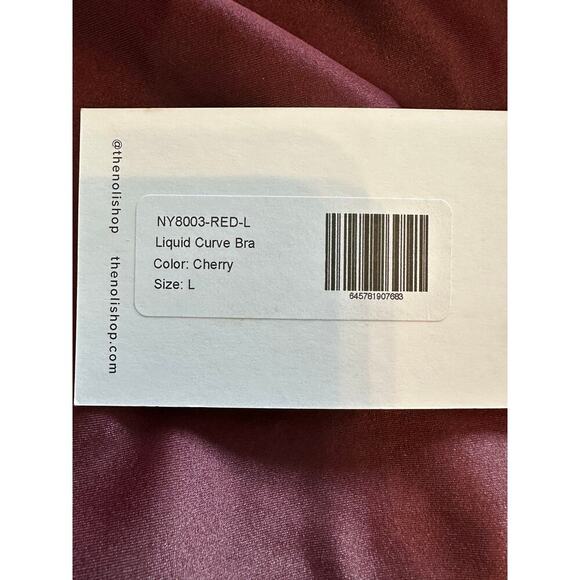 @thenolishop thenolishop.com
NY8003-RED-L
Liquid Curve Bra
Color: Cherry
Size: L
645781907683